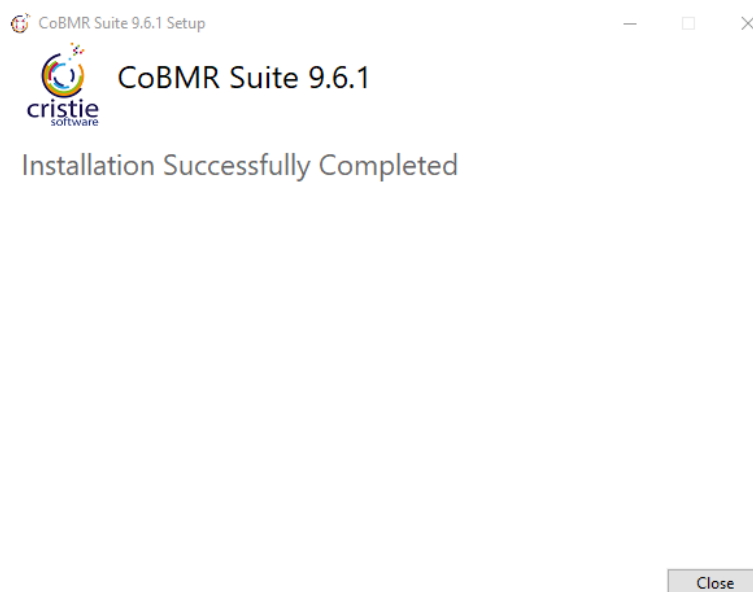 CoBMR Suite 9.6.1 Setup
CoBMR Suite 9.6.1
cristie
software
Installation Successfully Completed
Close